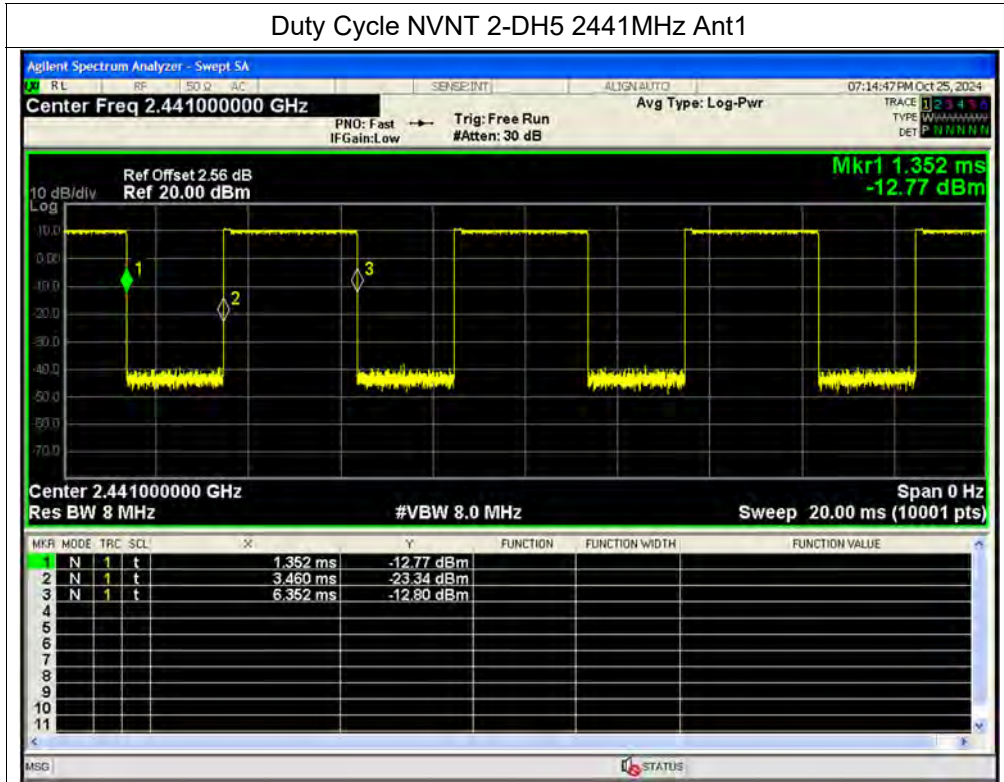 Duty Cycle NVNT 2-DH5 2441MHz Ant1
Agilent Spectrum Analyzer - Swept SA
RL RF 50 Ω AC SENSE:INT ALIGN AUTO 07:14:47 PM Oct 25, 2024
Center Freq 2.441000000 GHz Avg Type: Log-Pwr TRACE 1 2 3 4 5 6
PNO: Fast Trig: Free Run TYPE WWWWWW
IFGain:Low #Atten: 30 dB DET P N N N N N
Mkr1 1.352 ms
Ref Offset 2.56 dB
10 dB/div Ref 20.00 dBm -12.77 dBm
Log
10.0
0.00
-10.0
-20.0
-30.0
-40.0
-50.0
-60.0
-70.0
1
2
3
Center 2.441000000 GHz Span 0 Hz
Res BW 8 MHz #VBW 8.0 MHz Sweep 20.00 ms (10001 pts)
MKR MODE TRC SCL X Y FUNCTION FUNCTION WIDTH FUNCTION VALUE
1 N 1 t 1.352 ms -12.77 dBm
2 N 1 t 3.460 ms -23.34 dBm
3 N 1 t 6.352 ms -12.80 dBm
4
5
6
7
8
9
10
11
MSG STATUS